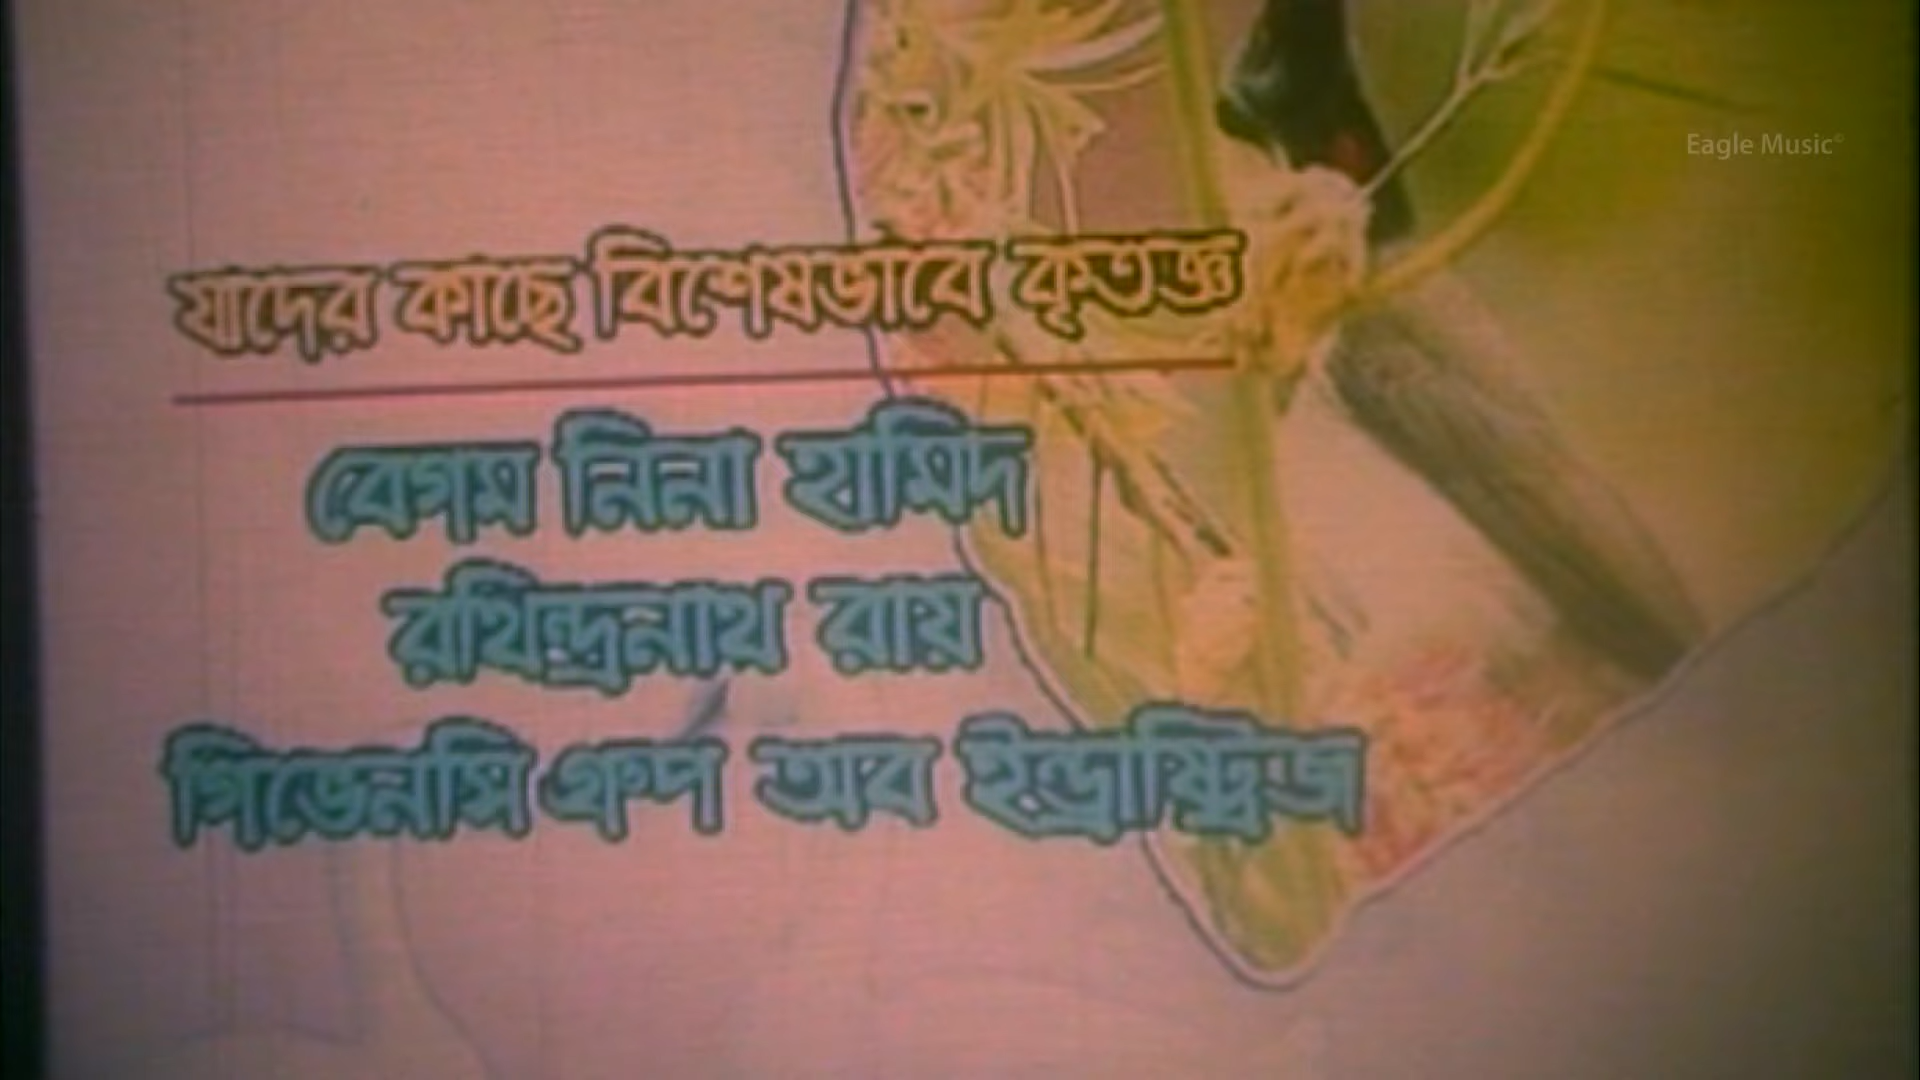 Eagle Music©
যাদের কাছে বিশেষভাবে কৃতজ্ঞ
বেগম নিনা হামিদ
রথিন্দ্রনাথ রায়
গিভেনসি গ্রুপ অব ইন্ড্রাষ্ট্রিজ